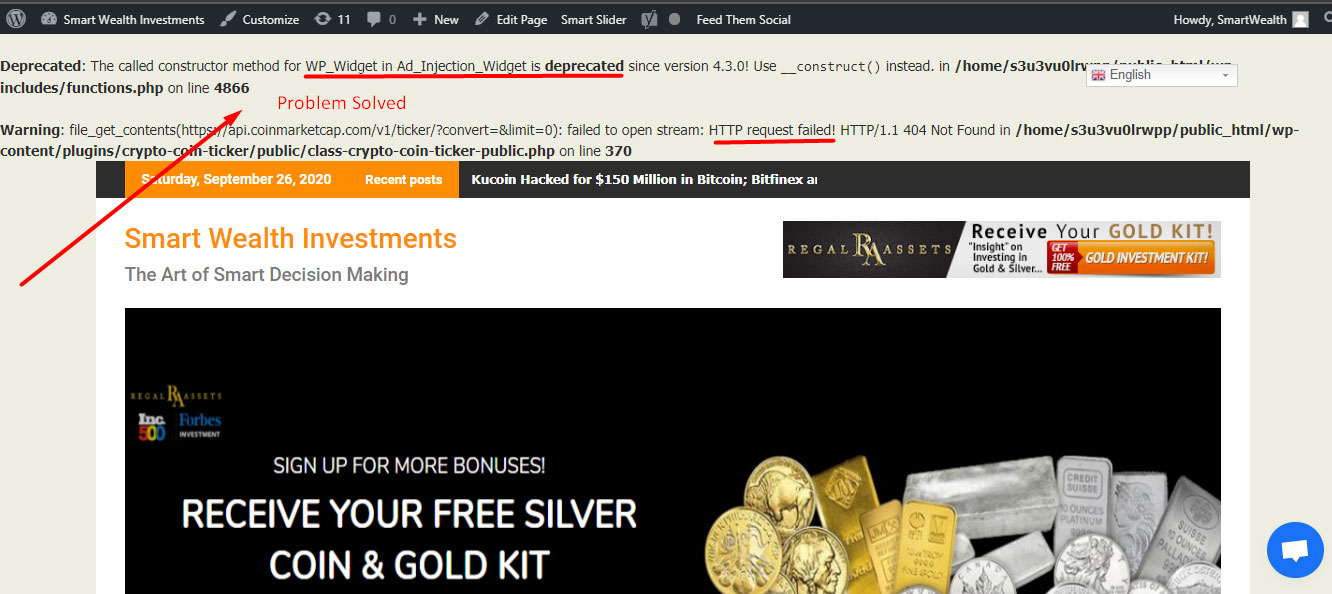 Smart Wealth Investments Customize 11 0 New Edit Page Smart Slider Feed Them Social Howdy, SmartWealth
Deprecated: The called constructor method for WP_Widget in Ad_Injection_Widget is deprecated since version 4.3.0! Use __construct() instead. in /home/s3u3vu0lrwpp/public_html/wp-
English
includes/functions.php on line 4866
Problem Solved
Warning: file_get_contents(https://api.coinmarketcap.com/v1/ticker/?convert=&limit=0): failed to open stream: HTTP request failed! HTTP/1.1 404 Not Found in /home/s3u3vu0lrwpp/public_html/wp-
content/plugins/crypto-coin-ticker/public/class-crypto-coin-ticker-public.php on line 370
Saturday, September 26, 2020 Recent posts Kucoin Hacked for $150 Million in Bitcoin; Bitfinex
Smart Wealth Investments
The Art of Smart Decision Making
REGAL RA ASSETS
Receive Your GOLD KIT!
"Insight" on
Investing in
Gold & Silver...
GET
100%
FREE
GOLD INVESTMENT KIT!
REGAL RA ASSETS
Inc. Forbes
500 INVESTMENT
SIGN UP FOR MORE BONUSES!
RECEIVE YOUR FREE SILVER
COIN & GOLD KIT
CREDIT
SUISSE
10 OUNCES
PLATINUM
SUISSE
CANADA